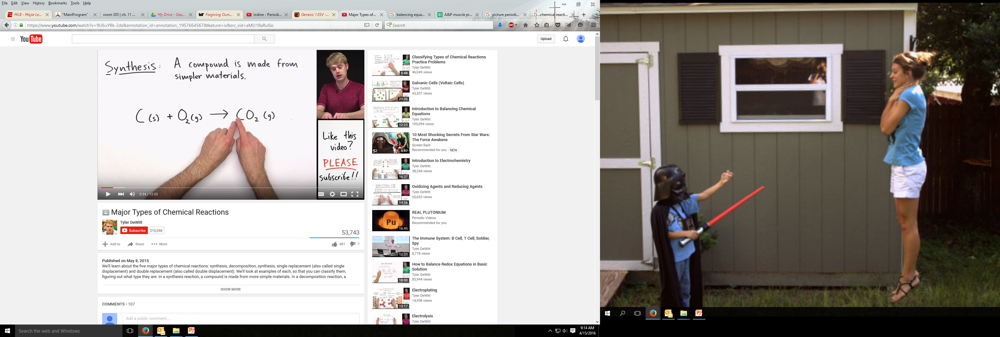 File Edit View History Bookmarks Tools Help
MLB - Major Le...
"MainProgram"
room 305 | ch. 11 ...
My Drive - Goo...
Forgiving Ours...
Iodine - Periodi...
Genesis 1 ESV -...
Major Types of...
balancing equa...
A&P muscle pr...
picture periodi...
chemical reacti...
https://www.youtube.com/watch?v=9U6uYRk-2ds&annotation_id=annotation_1957664567&feature=iv&src_vid=aMU1RaRulSo
Search
ABP
YouTube
Upload
Synthesis: A compound is made from
simpler materials.
C (s) + O₂(g) → CO₂ (g)
Like this
video?
PLEASE
subscribe!!
0:34 / 12:53
CC
Major Types of Chemical Reactions
Tyler DeWitt
Subscribe 215,298
53,743
Add to Share More
881 7
Published on May 8, 2015
We'll learn about the five major types of chemical reactions: synthesis, decomposition, synthesis, single replacement (also called single
displacement) and double replacement (also called double displacement). We'll look at examples of each, so that you can classify them,
figuring out what type they are. In a synthesis reaction, a compound is made from more simple materials. In a decomposition reaction, a
SHOW MORE
COMMENTS • 107
Add a public comment...
Classifying Types of Chemical Reactions
Practice Problems
Tyler DeWitt
46,049 views
5:48
Galvanic Cells (Voltaic Cells)
Tyler DeWitt
43,537 views
23:35
Introduction to Balancing Chemical
Equations
Tyler DeWitt
105,094 views
12:23
10 Most Shocking Secrets From Star Wars:
The Force Awakens
Screen Rant
Recommended for you NEW
SR
5:57
Introduction to Electrochemistry
Tyler DeWitt
38,244 views
16:37
Oxidizing Agents and Reducing Agents
Tyler DeWitt
55,653 views
14:56
REAL PLUTONIUM
Periodic Videos
Recommended for you
Pu
16:45
The Immune System: B Cell, T Cell, Soldier,
Spy
Tyler DeWitt
8,718 views
12:33
How to Balance Redox Equations in Basic
Solution
Tyler DeWitt
83,944 views
18:00
Electroplating
Tyler DeWitt
14,938 views
15:17
Electrolysis
Tyler DeWitt
Search the web and Windows
9:14 AM
4/15/2016